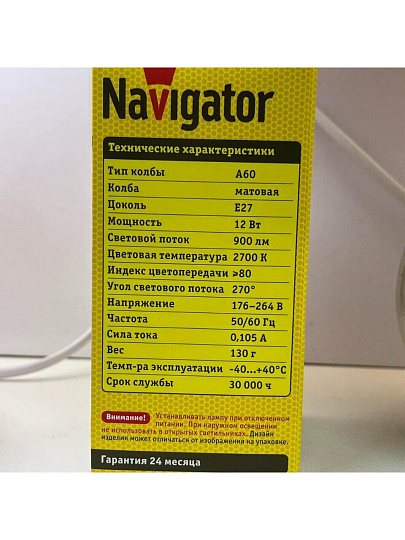 Navigator
Технические характеристики
Тип колбы А60
Колба матовая
Цоколь Е27
Мощность 12 Вт
Световой поток 900 лм
Цветовая температура 2700 К
Индекс цветопередачи ≥80
Угол светового потока 270°
Напряжение 176–264 В
Частота 50/60 Гц
Сила тока 0,105 А
Вес 130 г
Темп-ра эксплуатации -40...+40°С
Срок службы 30 000 ч
Внимание! Устанавливать лампу при отключенном
питании. При наружном освещении
не использовать в открытых светильниках. Дизайн
изделия может отличаться от изображения на упаковке.
Гарантия 24 месяца